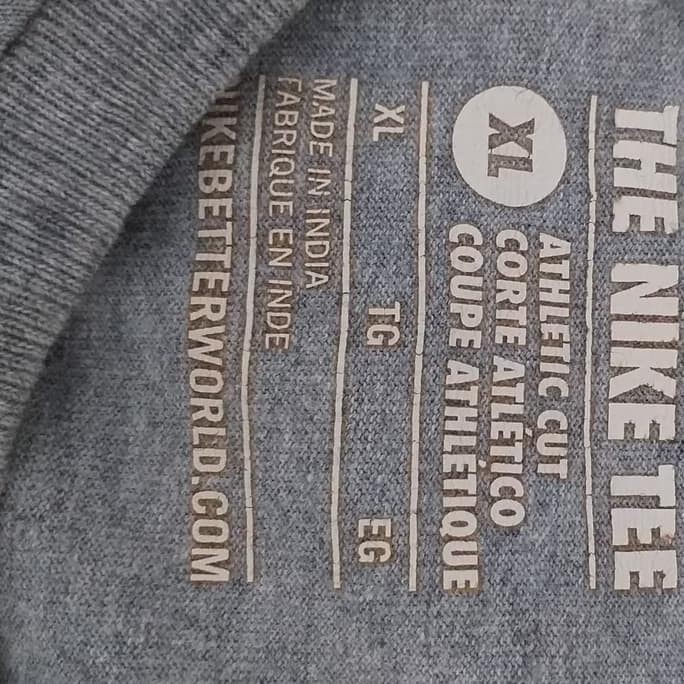 THE NIKE TEE
XL
ATHLETIC CUT
CORTE ATLÉTICO
COUPE ATHLÉTIQUE
XL TG EG
MADE IN INDIA
FABRIQUE EN INDE
NIKEBETTERWORLD.COM